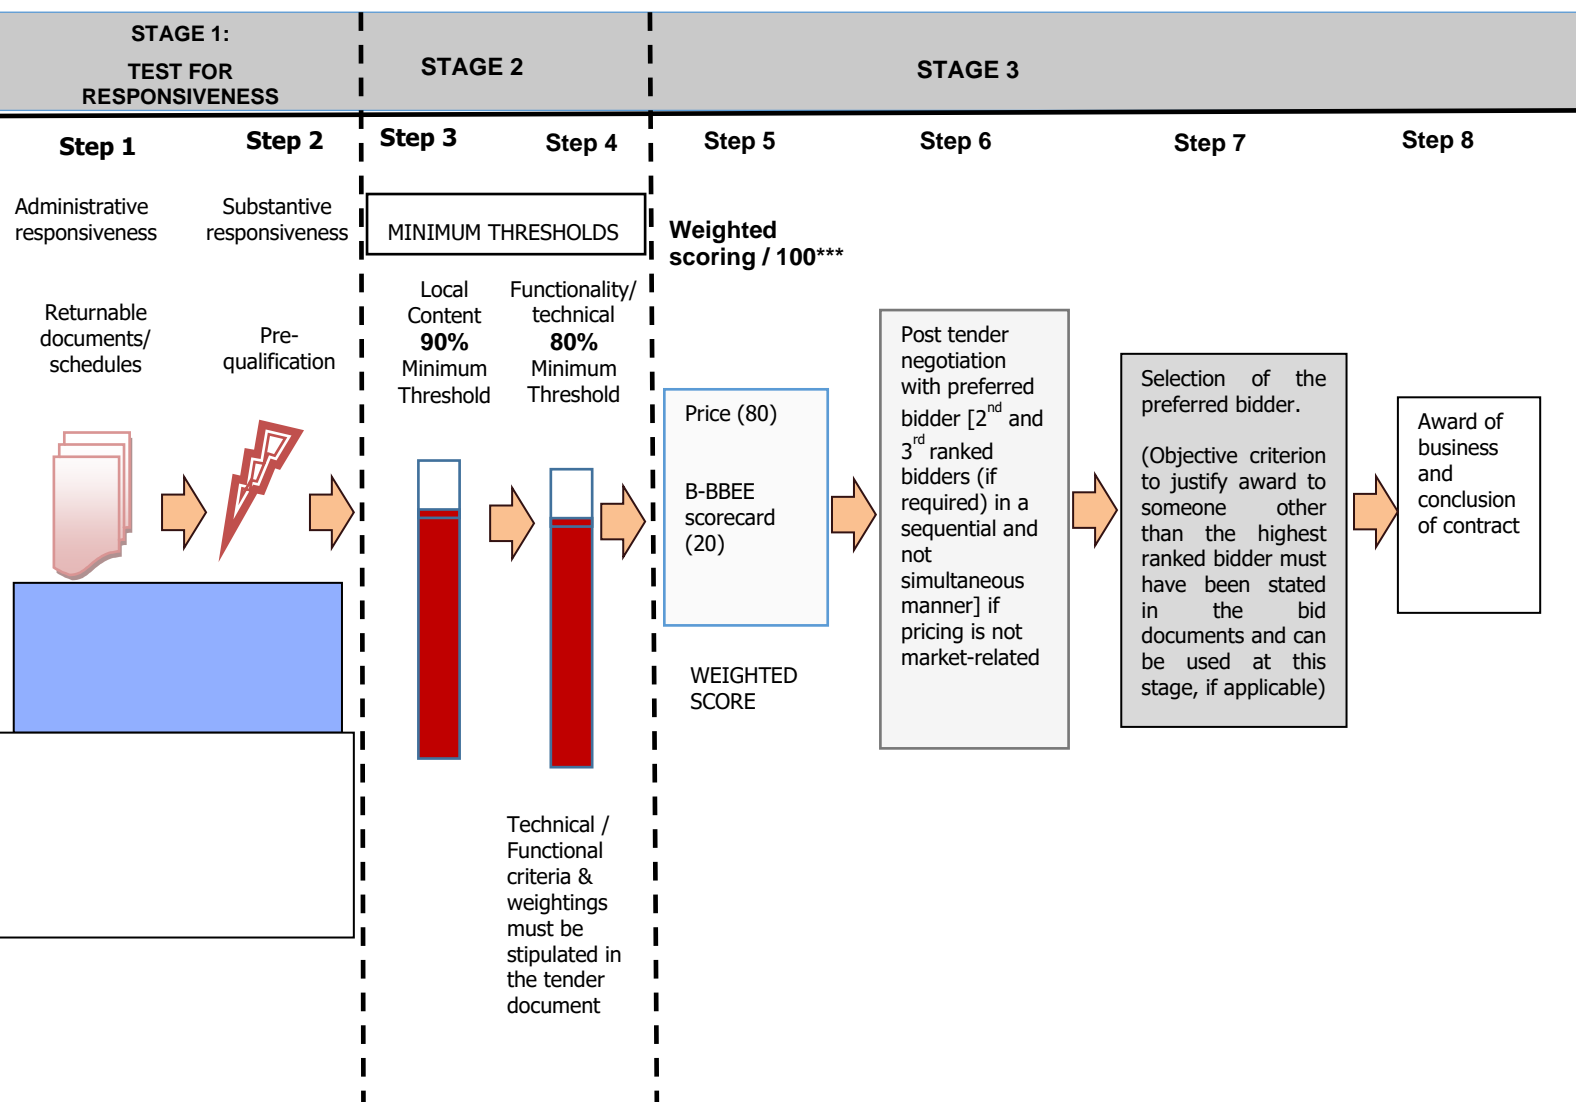 STAGE 1:
TEST FOR
RESPONSIVENESS
STAGE 2
STAGE 3
Step 1
Step 2
Step 3
Step 4
Step 5
Step 6
Step 7
Step 8
Administrative
responsiveness
Substantive
responsiveness
MINIMUM THRESHOLDS
Weighted
scoring / 100***
Returnable
documents/
schedules
Pre-
qualification
Local
Content
90%
Minimum
Threshold
Functionality/
technical
80%
Minimum
Threshold
Price (80)
B-BBEE
scorecard
(20)
WEIGHTED
SCORE
Post tender
negotiation
with preferred
bidder [2nd and
3rd ranked
bidders (if
required) in a
sequential and
not
simultaneous
manner] if
pricing is not
market-related
Selection of the
preferred bidder.
(Objective criterion
to justify award to
someone other
than the highest
ranked bidder must
have been stated
in the bid
documents and can
be used at this
stage, if applicable)
Award of
business
and
conclusion
of contract
Technical /
Functional
criteria &
weightings
must be
stipulated in
the tender
document